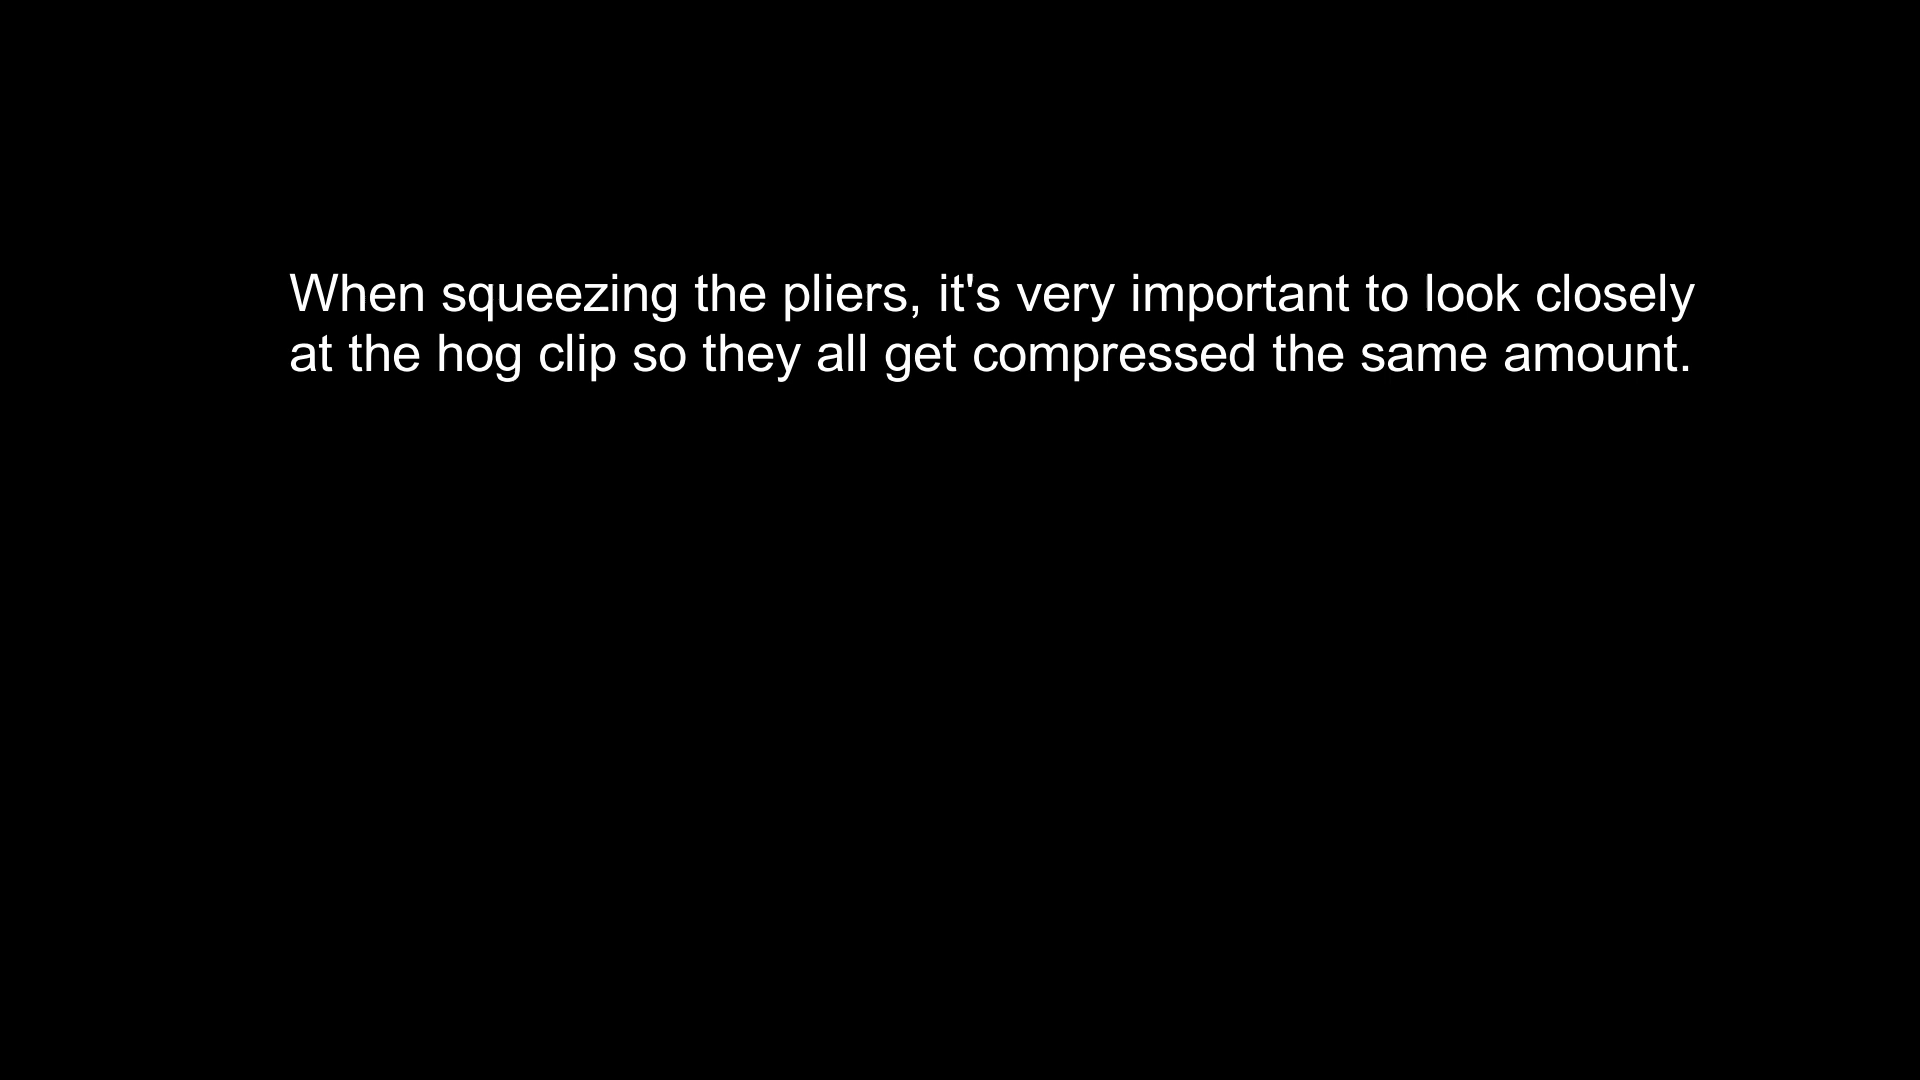 When squeezing the pliers, it's very important to look closely
at the hog clip so they all get compressed the same amount.